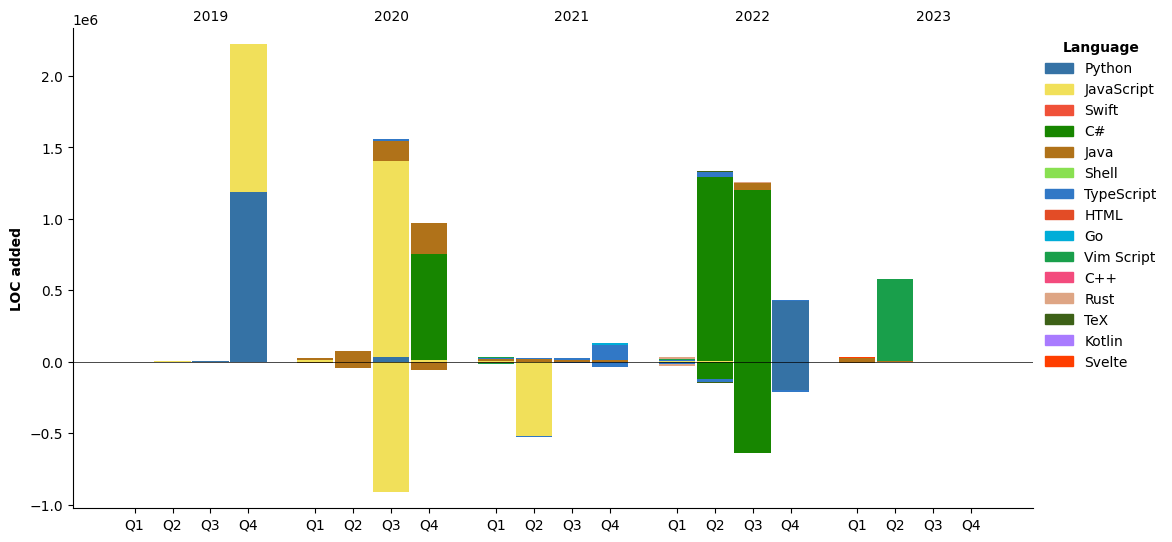 1e6
2019 2020 2021 2022 2023
Language
Python
JavaScript
Swift
C#
Java
Shell
TypeScript
HTML
Go
Vim Script
C++
Rust
TeX
Kotlin
Svelte
LOC added
2.0
1.5
1.0
0.5
0.0
−0.5
−1.0
Q1 Q2 Q3 Q4 Q1 Q2 Q3 Q4 Q1 Q2 Q3 Q4 Q1 Q2 Q3 Q4 Q1 Q2 Q3 Q4